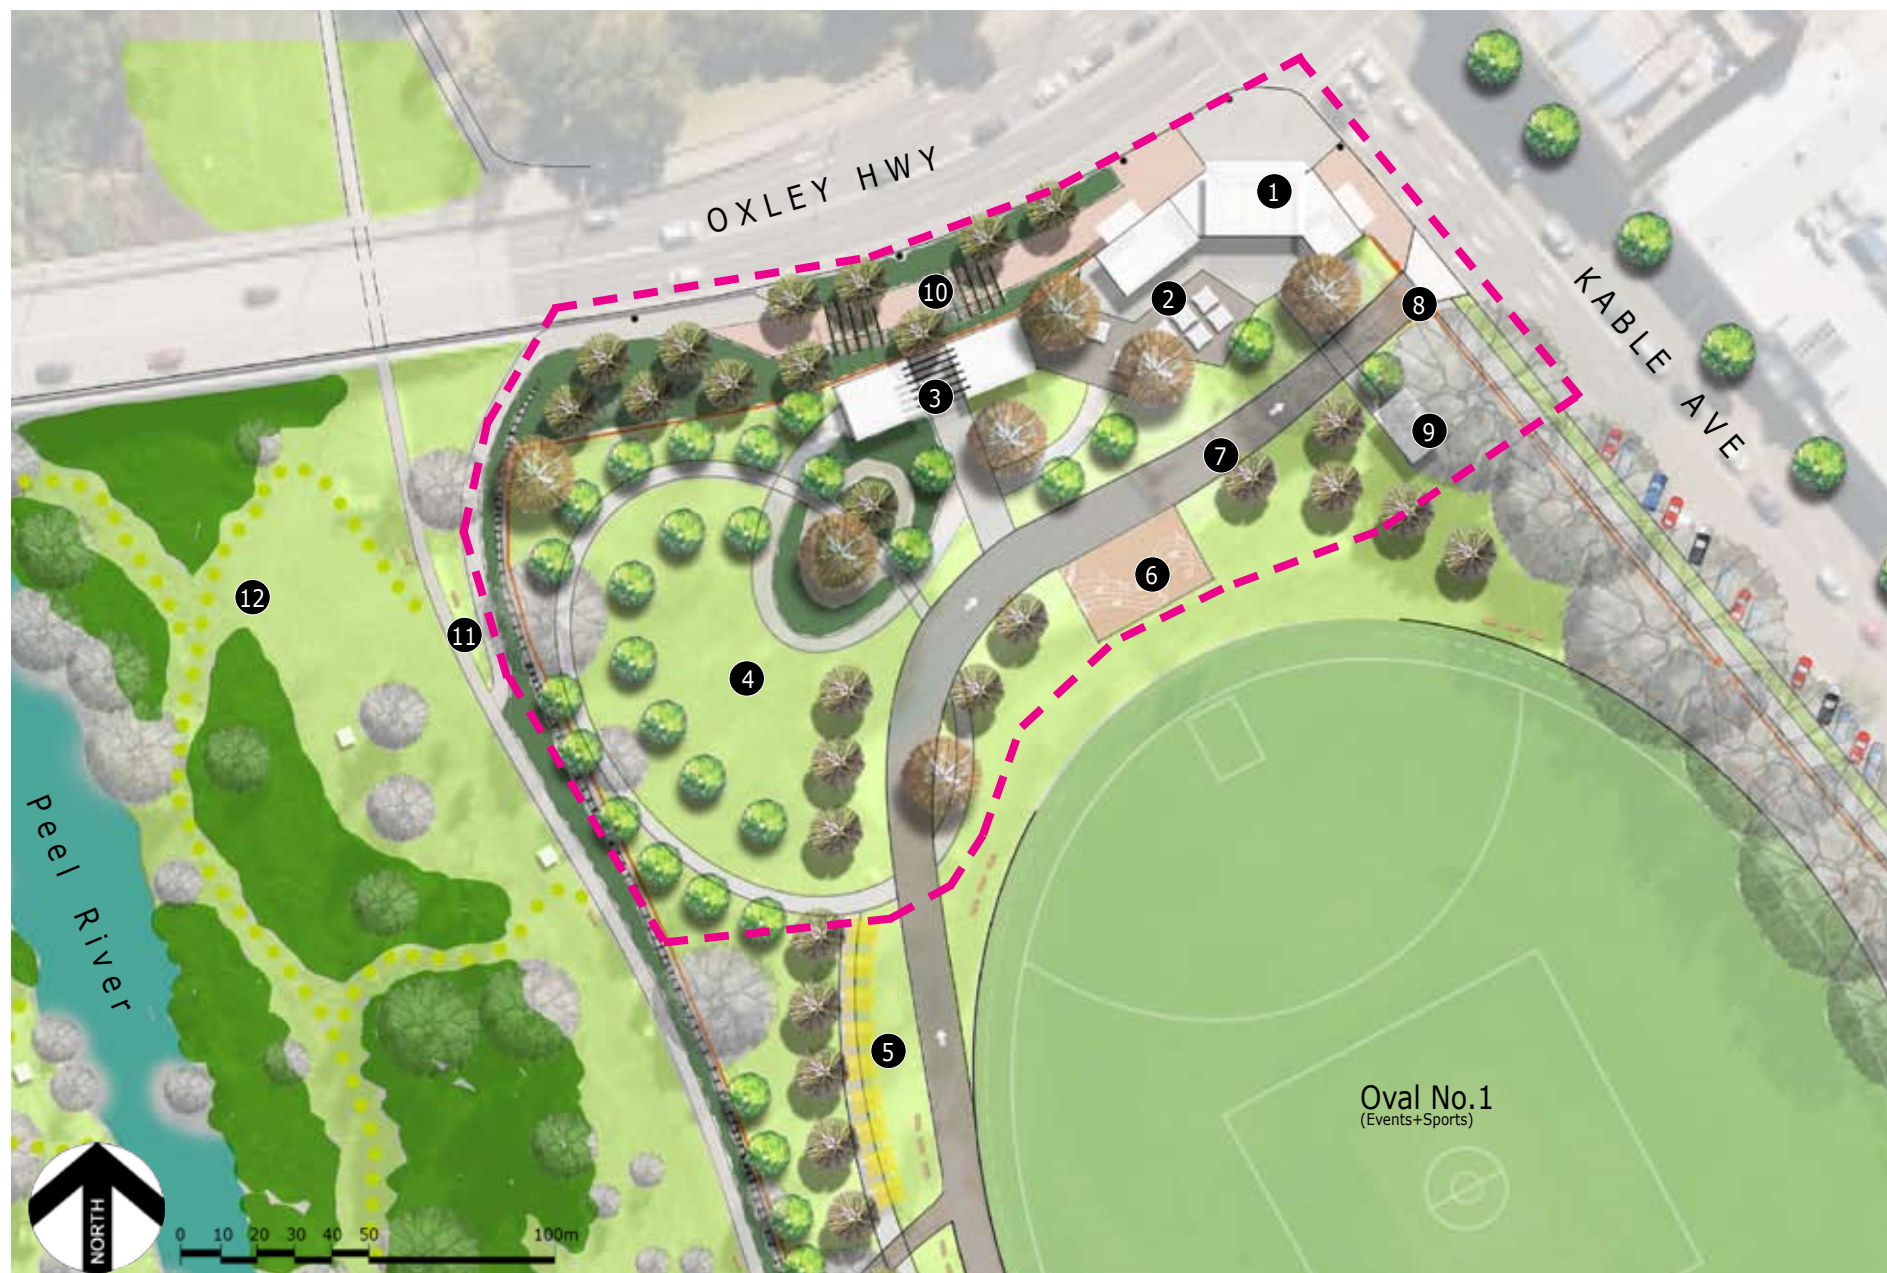 OXLEY HWY
KABLE AVE
1
2
10
8
3
9
7
6
12
11
4
5
Peel River
Oval No.1
(Events+Sports)
NORTH
0 10 20 30 40 50 100m